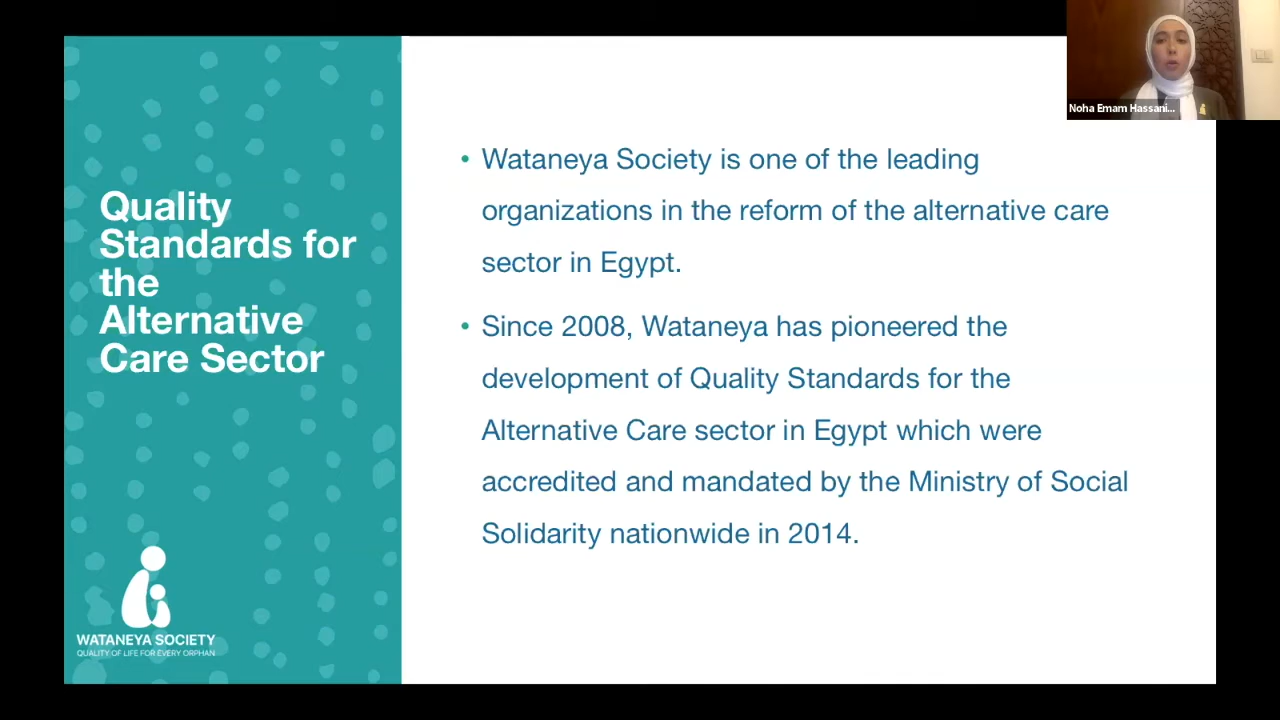 Noha Emam Hassani...
Quality
Standards for
the
Alternative
Care Sector
• Wataneya Society is one of the leading
organizations in the reform of the alternative care
sector in Egypt.
• Since 2008, Wataneya has pioneered the
development of Quality Standards for the
Alternative Care sector in Egypt which were
accredited and mandated by the Ministry of Social
Solidarity nationwide in 2014.
WATANEYA SOCIETY
QUALITY OF LIFE FOR EVERY ORPHAN